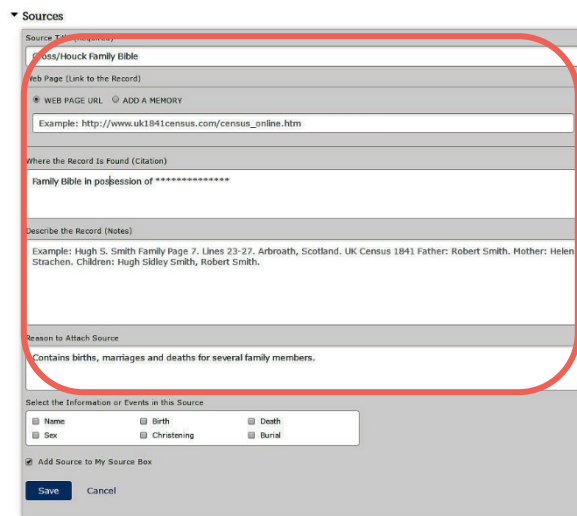 Sources
Source Title (Required)
Gross/Houck Family Bible
Web Page (Link to the Record)
WEB PAGE URL ADD A MEMORY
Example: http://www.uk1841census.com/census_online.htm
Where the Record Is Found (Citation)
Family Bible in possession of **************
Describe the Record (Notes)
Example: Hugh S. Smith Family Page 7. Lines 23-27. Arbroath, Scotland. UK Census 1841 Father: Robert Smith. Mother: Helen
Strachen. Children: Hugh Sidley Smith, Robert Smith.
Reason to Attach Source
Contains births, marriages and deaths for several family members.
Select the Information or Events in this Source
Name Birth Death
Sex Christening Burial
Add Source to My Source Box
Save Cancel